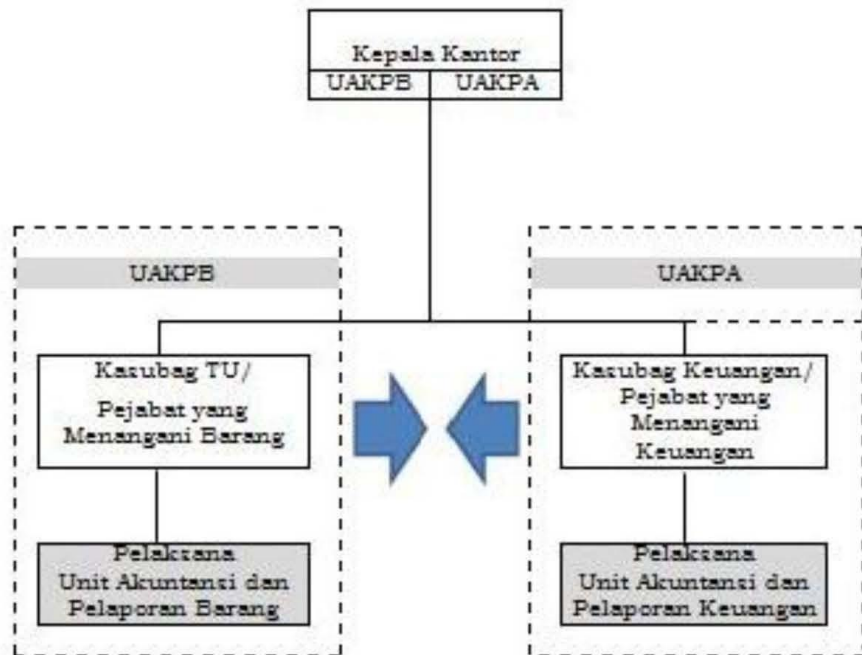 Kepala Kantor
UAKPB UAKPA
UAKPB
Kasubag TU/
Pejabat yang
Menangani Barang
Pelaksana
Unit Akuntansi dan
Pelaporan Barang
UAKPA
Kasubag Keuangan/
Pejabat yang
Menangani
Keuangan
Pelaksana
Unit Akuntansi dan
Pelaporan Keuangan